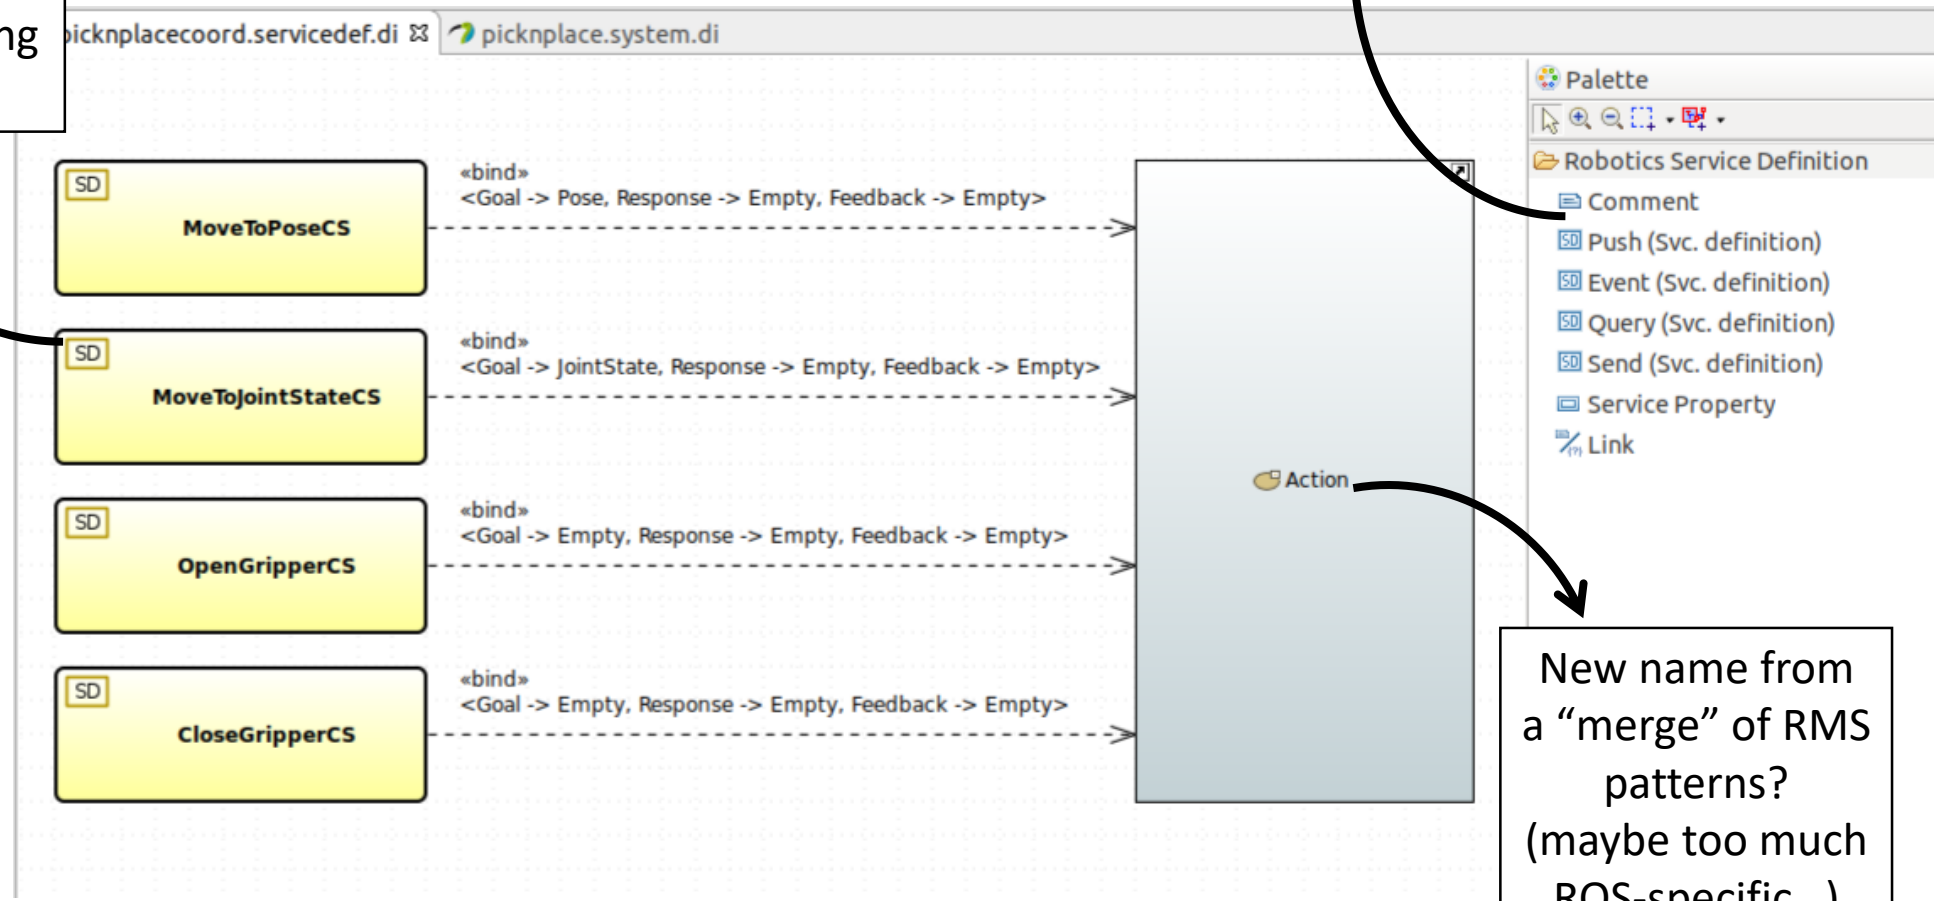 picknplacecoord.servicedef.di
picknplace.system.di
Palette
Robotics Service Definition
Comment
Push (Svc. definition)
Event (Svc. definition)
Query (Svc. definition)
Send (Svc. definition)
Service Property
Link
SD
MoveToPoseCS
«bind»
<Goal -> Pose, Response -> Empty, Feedback -> Empty>
SD
MoveToJointStateCS
«bind»
<Goal -> JointState, Response -> Empty, Feedback -> Empty>
SD
OpenGripperCS
«bind»
<Goal -> Empty, Response -> Empty, Feedback -> Empty>
SD
CloseGripperCS
«bind»
<Goal -> Empty, Response -> Empty, Feedback -> Empty>
Action
New name from
a “merge” of RMS
patterns?
(maybe too much
ROS-specific...)